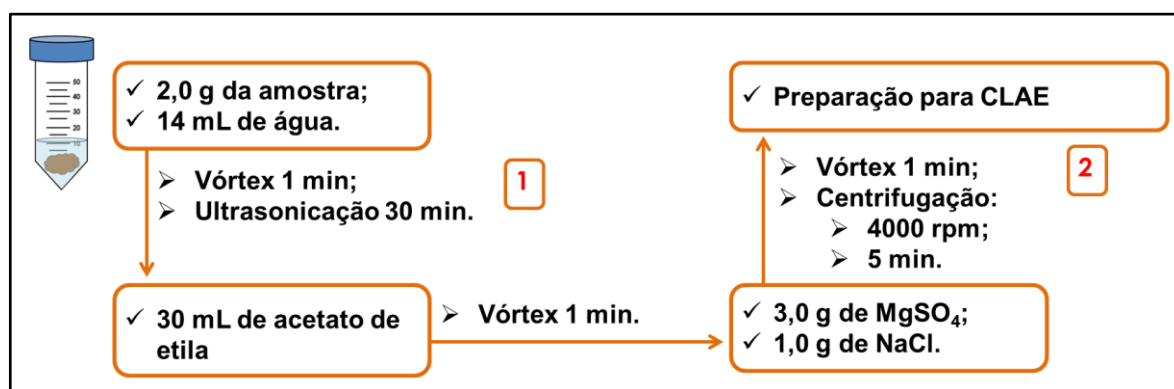 50
40
30
20
10
✓ 2,0 g da amostra;
✓ 14 mL de água.
➢ Vórtex 1 min;
➢ Ultrasonicação 30 min.
1
✓ 30 mL de acetato de
etila
➢ Vórtex 1 min.
✓ 3,0 g de MgSO₄;
✓ 1,0 g de NaCl.
➢ Vórtex 1 min;
➢ Centrifugação:
➢ 4000 rpm;
➢ 5 min.
2
✓ Preparação para CLAE